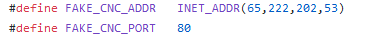 #define FAKE_CNC_ADDR   INET_ADDR(65,222,202,53)
#define FAKE_CNC_PORT   80